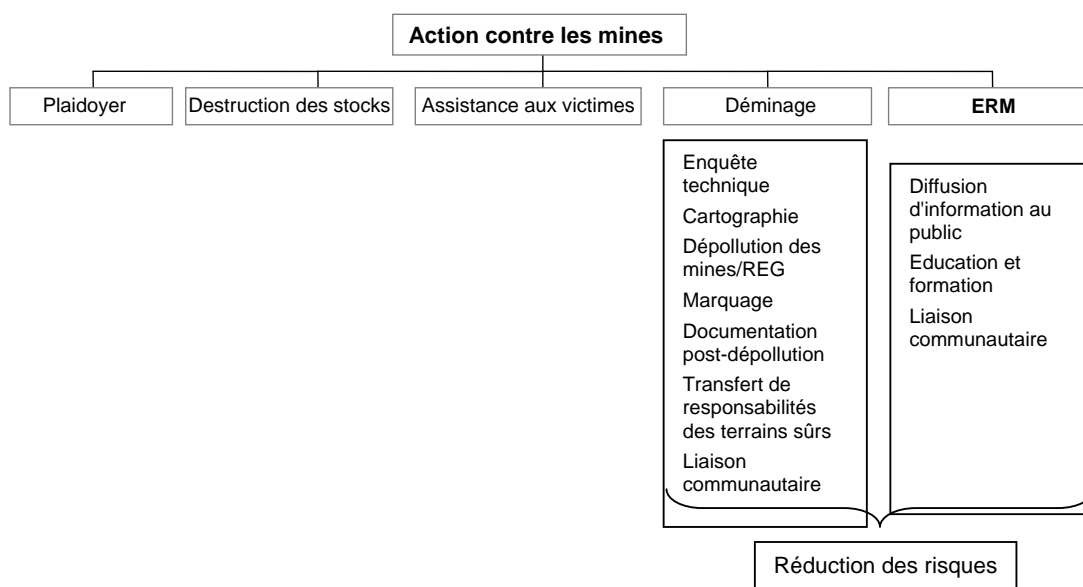 Action contre les mines
Plaidoyer
Destruction des stocks
Assistance aux victimes
Déminage
ERM
Enquête
technique
Cartographie
Dépollution des
mines/REG
Marquage
Documentation
post-dépollution
Transfert de
responsabilités
des terrains sûrs
Liaison
communautaire
Diffusion
d'information au
public
Education et
formation
Liaison
communautaire
Réduction des risques